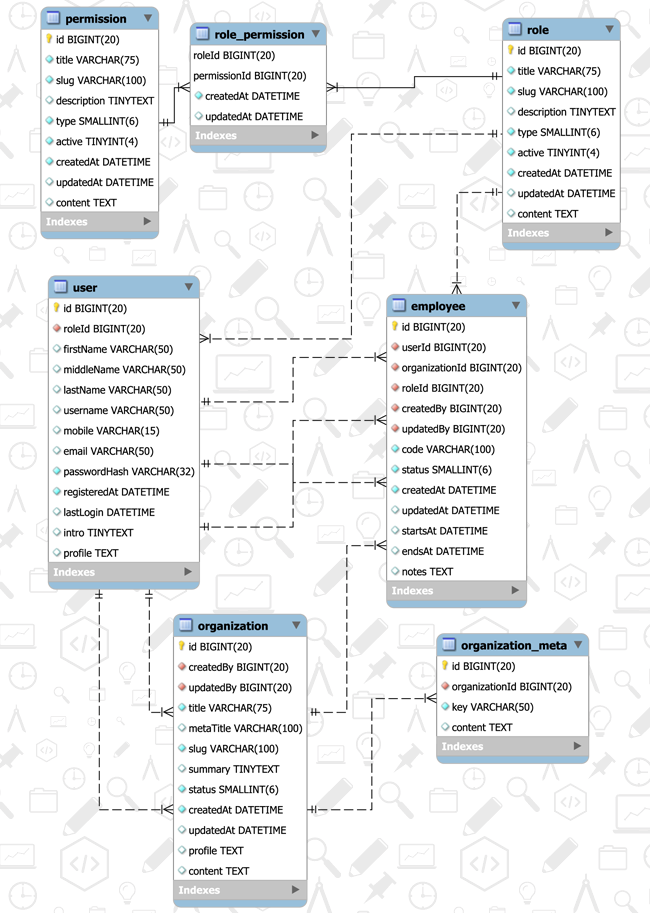 permission
id BIGINT(20)
title VARCHAR(75)
slug VARCHAR(100)
description TINYTEXT
type SMALLINT(6)
active TINYINT(4)
createdAt DATETIME
updatedAt DATETIME
content TEXT
Indexes
role_permission
roleId BIGINT(20)
permissionId BIGINT(20)
createdAt DATETIME
updatedAt DATETIME
Indexes
role
id BIGINT(20)
title VARCHAR(75)
slug VARCHAR(100)
description TINYTEXT
type SMALLINT(6)
active TINYINT(4)
createdAt DATETIME
updatedAt DATETIME
content TEXT
Indexes
user
id BIGINT(20)
roleId BIGINT(20)
firstName VARCHAR(50)
middleName VARCHAR(50)
lastName VARCHAR(50)
username VARCHAR(50)
mobile VARCHAR(15)
email VARCHAR(50)
passwordHash VARCHAR(32)
registeredAt DATETIME
lastLogin DATETIME
intro TINYTEXT
profile TEXT
Indexes
employee
id BIGINT(20)
userId BIGINT(20)
organizationId BIGINT(20)
roleId BIGINT(20)
createdBy BIGINT(20)
updatedBy BIGINT(20)
code VARCHAR(100)
status SMALLINT(6)
createdAt DATETIME
updatedAt DATETIME
startsAt DATETIME
endsAt DATETIME
notes TEXT
Indexes
organization
id BIGINT(20)
createdBy BIGINT(20)
updatedBy BIGINT(20)
title VARCHAR(75)
metaTitle VARCHAR(100)
slug VARCHAR(100)
summary TINYTEXT
status SMALLINT(6)
createdAt DATETIME
updatedAt DATETIME
profile TEXT
content TEXT
Indexes
organization_meta
id BIGINT(20)
organizationId BIGINT(20)
key VARCHAR(50)
content TEXT
Indexes